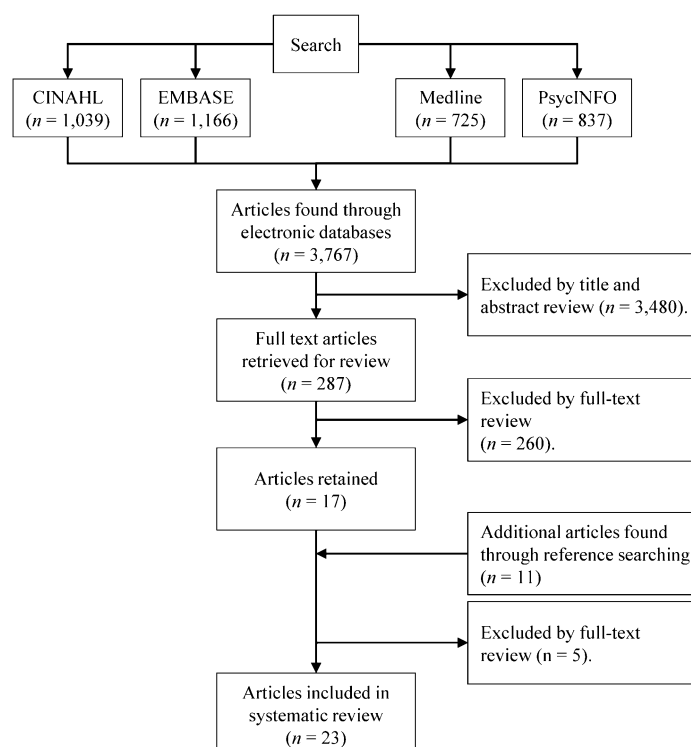 Search
CINAHL
(n = 1,039)
EMBASE
(n = 1,166)
Medline
(n = 725)
PsycINFO
(n = 837)
Articles found through
electronic databases
(n = 3,767)
Excluded by title and
abstract review (n = 3,480).
Full text articles
retrieved for review
(n = 287)
Excluded by full-text
review
(n = 260).
Articles retained
(n = 17)
Additional articles found
through reference searching
(n = 11)
Excluded by full-text
review (n = 5).
Articles included in
systematic review
(n = 23)